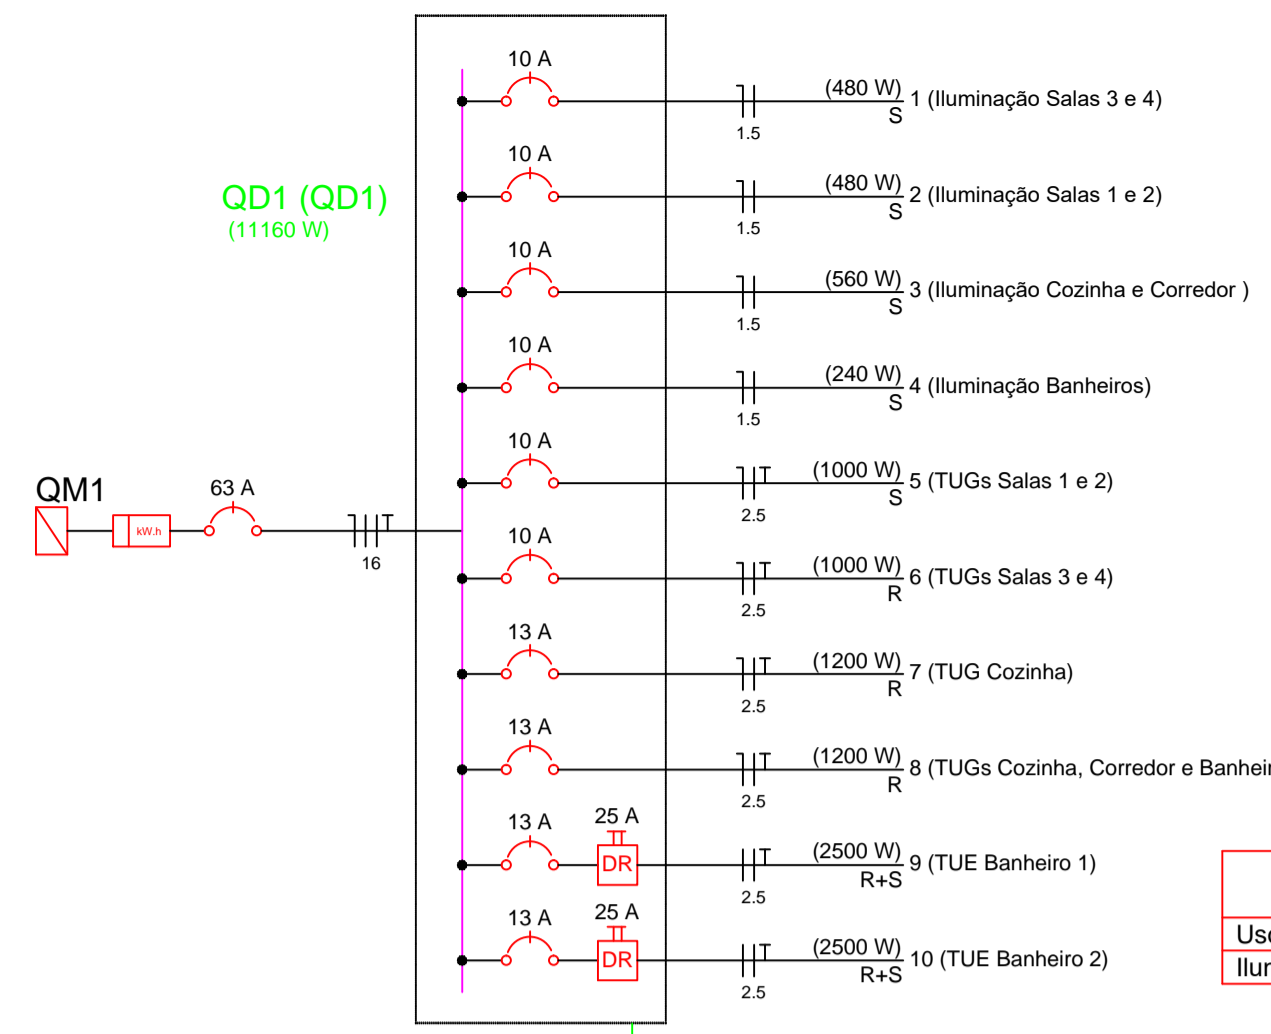 10 A
(480 W) 1 (Iluminação Salas 3 e 4)
1.5 S
10 A
QD1 (QD1)
(11160 W)
(480 W) 2 (Iluminação Salas 1 e 2)
1.5 S
10 A
(560 W) 3 (Iluminação Cozinha e Corredor )
1.5 S
10 A
(240 W) 4 (Iluminação Banheiros)
1.5 S
10 A
(1000 W) 5 (TUGs Salas 1 e 2)
T
2.5 S
QM1
kW.h
63 A
T
16
10 A
(1000 W) 6 (TUGs Salas 3 e 4)
T
2.5 R
13 A
(1200 W) 7 (TUG Cozinha)
T
2.5 R
13 A
(1200 W) 8 (TUGs Cozinha, Corredor e
T
2.5 R
13 A
25 A
DR
(2500 W) 9 (TUE Banheiro 1)
T
2.5 R+S
13 A
25 A
DR
(2500 W) 10 (TUE Banheiro 2)
T
2.5 R+S